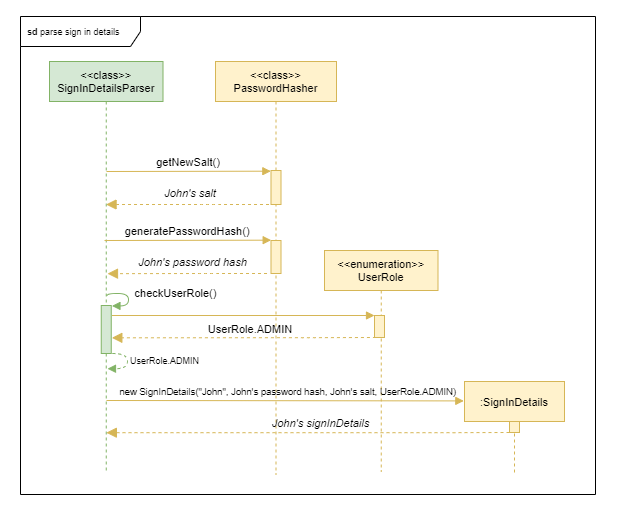 sd parse sign in details
<<class>>
SignInDetailsParser
<<class>>
PasswordHasher
getNewSalt()
John's salt
generatePasswordHash()
John's password hash
<<enumeration>>
UserRole
checkUserRole()
UserRole.ADMIN
UserRole.ADMIN
new SignInDetails("John", John's password hash, John's salt, UserRole.ADMIN)
:SignInDetails
John's signInDetails